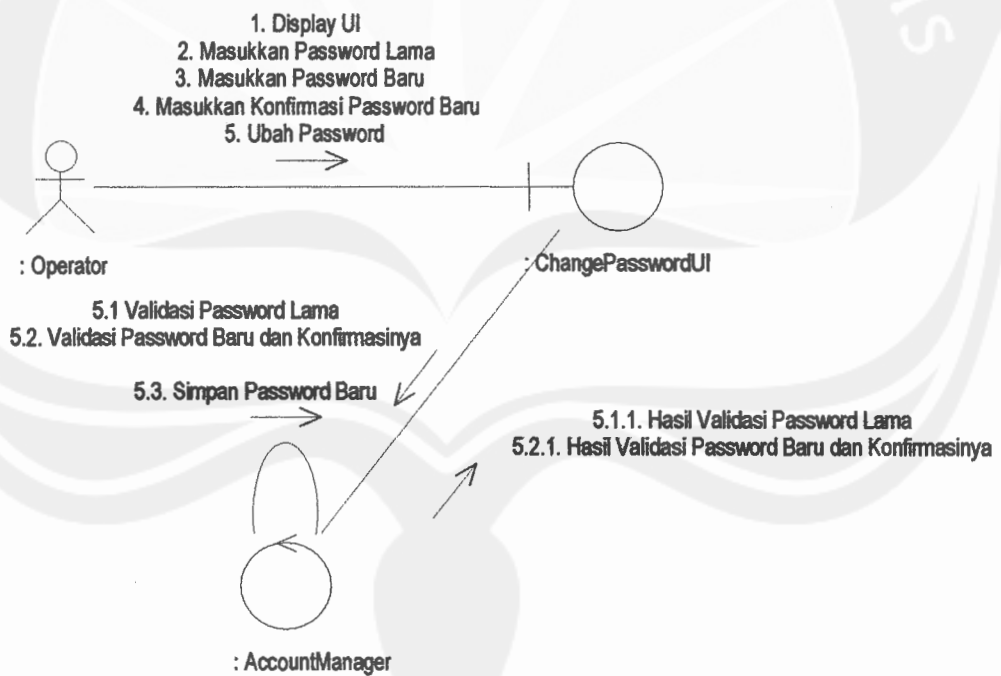 1. Display UI
2. Masukkan Password Lama
3. Masukkan Password Baru
4. Masukkan Konfirmasi Password Baru
5. Ubah Password
: Operator
: ChangePasswordUI
5.1 Validasi Password Lama
5.2. Validasi Password Baru dan Konfirmasinya
5.3. Simpan Password Baru
5.1.1. Hasil Validasi Password Lama
5.2.1. Hasil Validasi Password Baru dan Konfirmasinya
: AccountManager